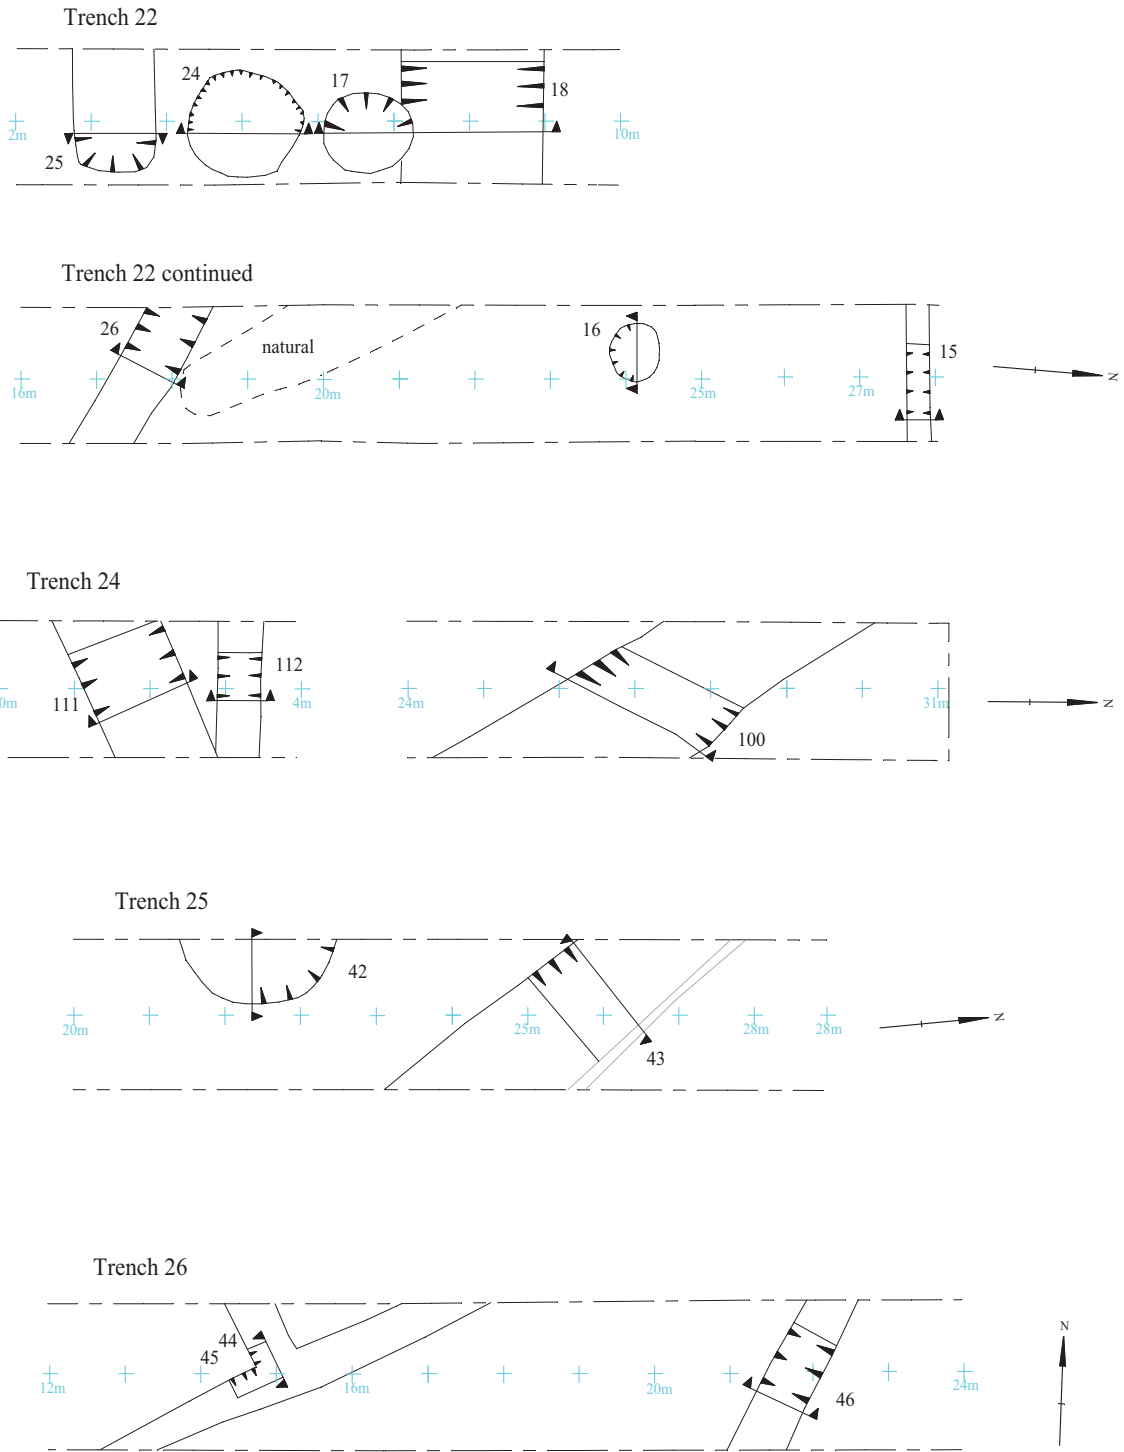 Trench 22
24
17
18
2m
10m
25
Trench 22 continued
26
natural
16
15
16m
20m
25m
27m
N
Trench 24
111
112
0m
4m
24m
31m
100
N
Trench 25
42
20m
25m
28m
28m
43
N
Trench 26
44
45
12m
16m
20m
24m
46
N